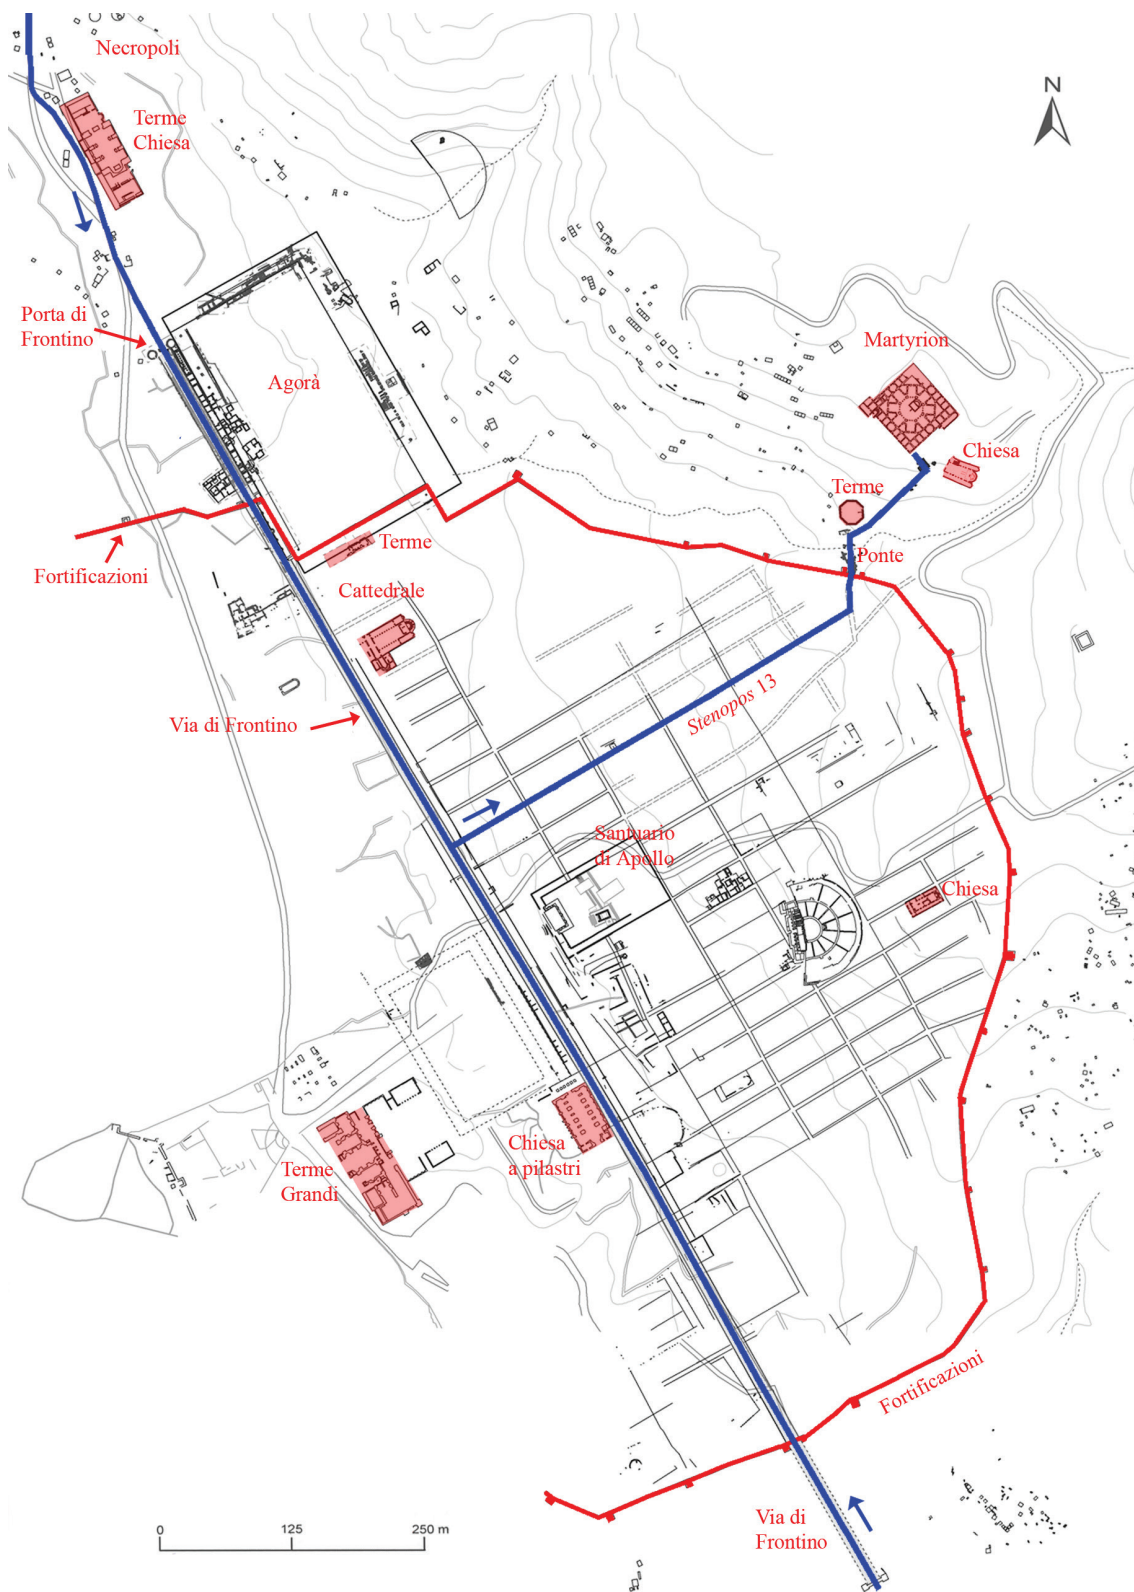 Necropoli
N
Terme
Chiesa
Porta di
Frontino
Martyrion
Agorà
Chiesa
Terme
Terme
Ponte
Fortificazioni
Cattedrale
Stenopos 13
Via di Frontino
Santuario
di Apollo
Chiesa
Chiesa
a pilastri
Terme
Grandi
Fortificazioni
Via di
Frontino
0 125 250 m